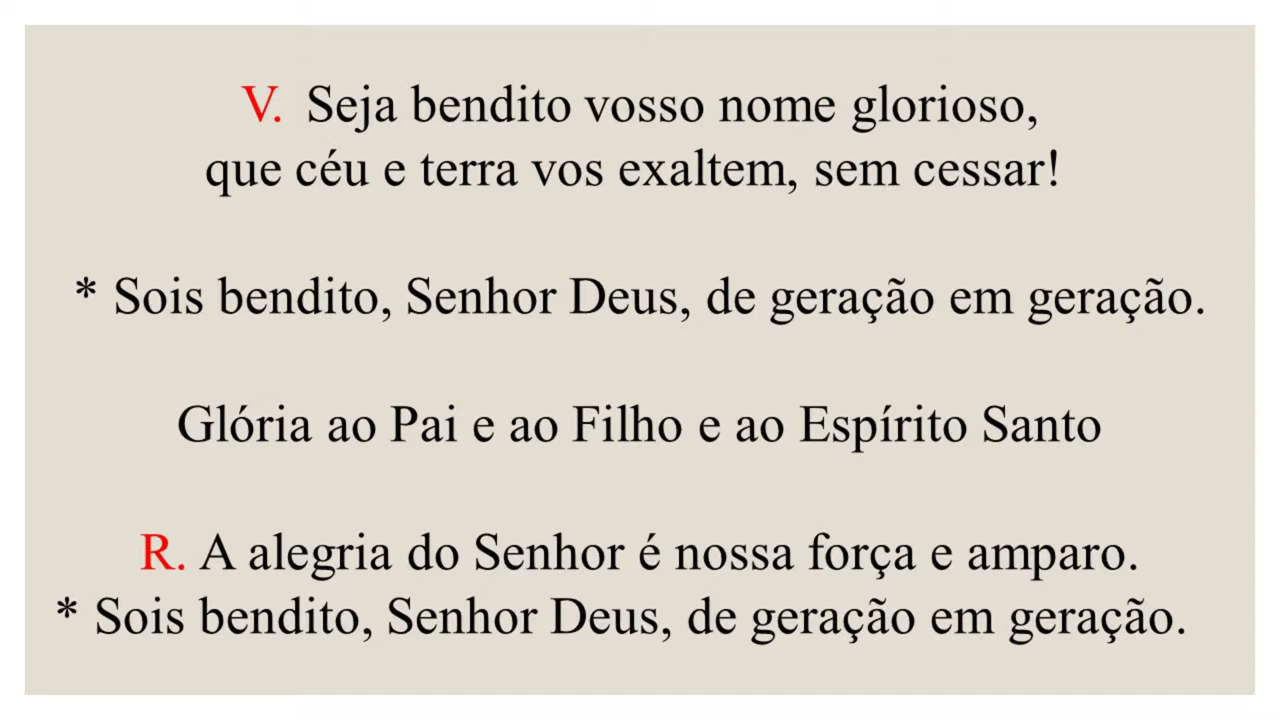 V. Seja bendito vosso nome glorioso,
que céu e terra vos exaltem, sem cessar!
* Sois bendito, Senhor Deus, de geração em geração.
Glória ao Pai e ao Filho e ao Espírito Santo
R. A alegria do Senhor é nossa força e amparo.
* Sois bendito, Senhor Deus, de geração em geração.